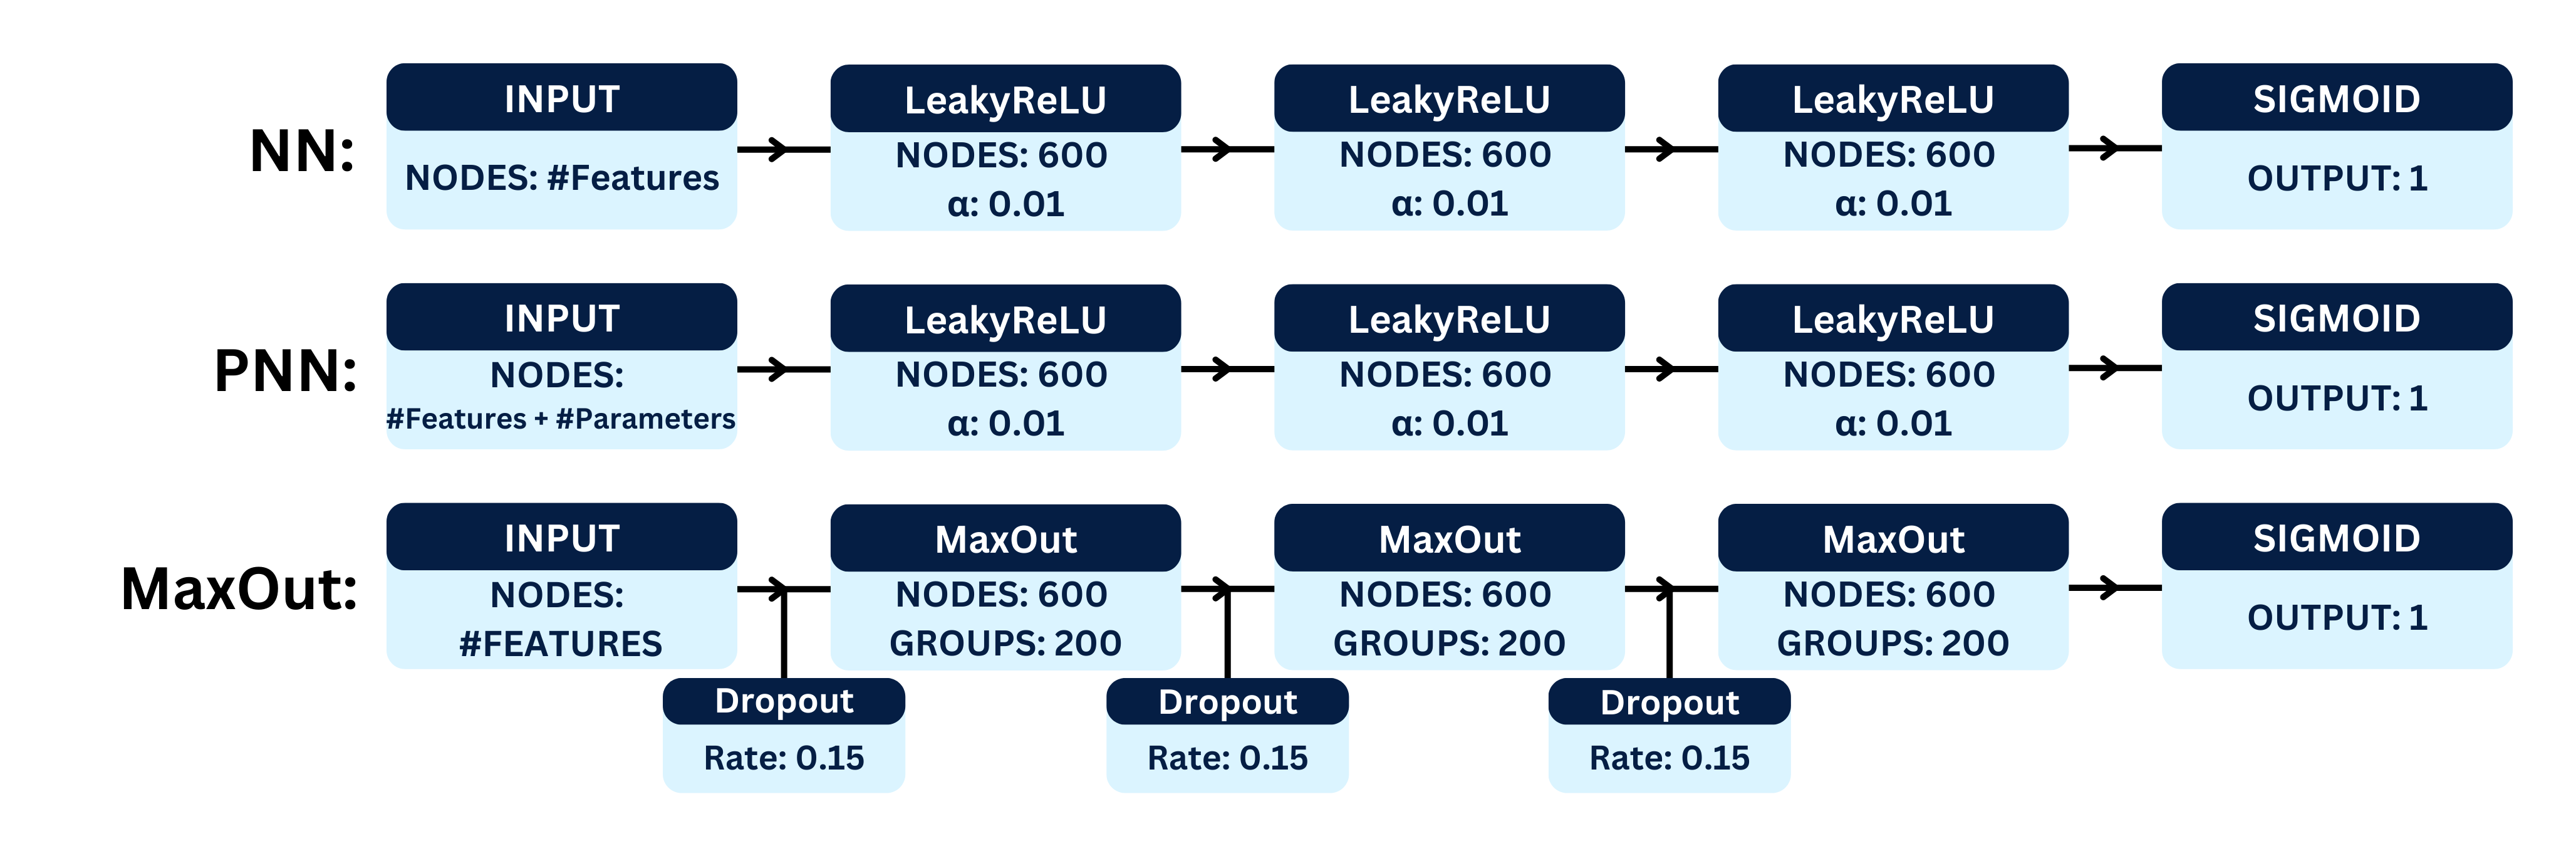 NN:
INPUT
NODES: #Features
LeakyReLU
NODES: 600
α: 0.01
LeakyReLU
NODES: 600
α: 0.01
LeakyReLU
NODES: 600
α: 0.01
SIGMOID
OUTPUT: 1
PNN:
INPUT
NODES:
#Features + #Parameters
LeakyReLU
NODES: 600
α: 0.01
LeakyReLU
NODES: 600
α: 0.01
LeakyReLU
NODES: 600
α: 0.01
SIGMOID
OUTPUT: 1
MaxOut:
INPUT
NODES:
#FEATURES
Dropout
Rate: 0.15
MaxOut
NODES: 600
GROUPS: 200
Dropout
Rate: 0.15
MaxOut
NODES: 600
GROUPS: 200
Dropout
Rate: 0.15
MaxOut
NODES: 600
GROUPS: 200
SIGMOID
OUTPUT: 1